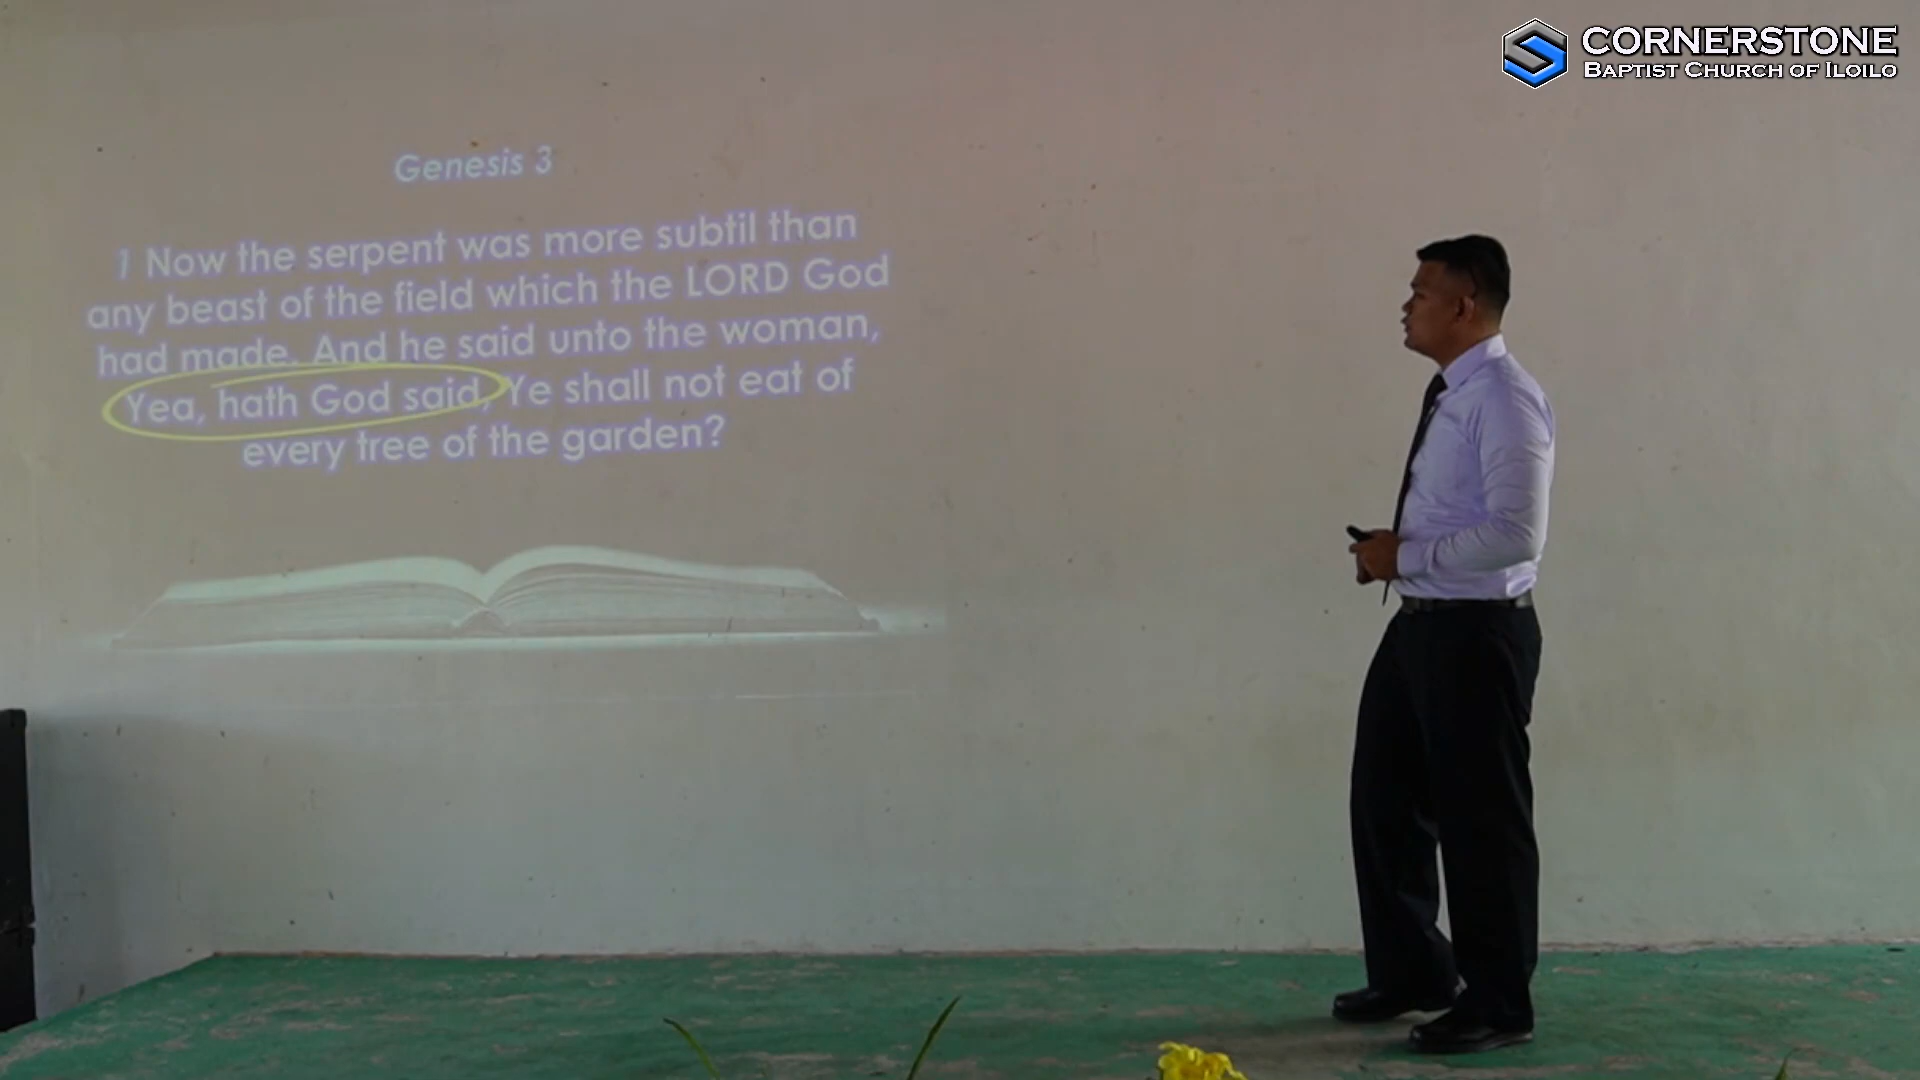 CORNERSTONE
BAPTIST CHURCH OF ILOILO
Genesis 3
1 Now the serpent was more subtil than
any beast of the field which the LORD God
had made. And he said unto the woman,
Yea, hath God said, Ye shall not eat of
every tree of the garden?